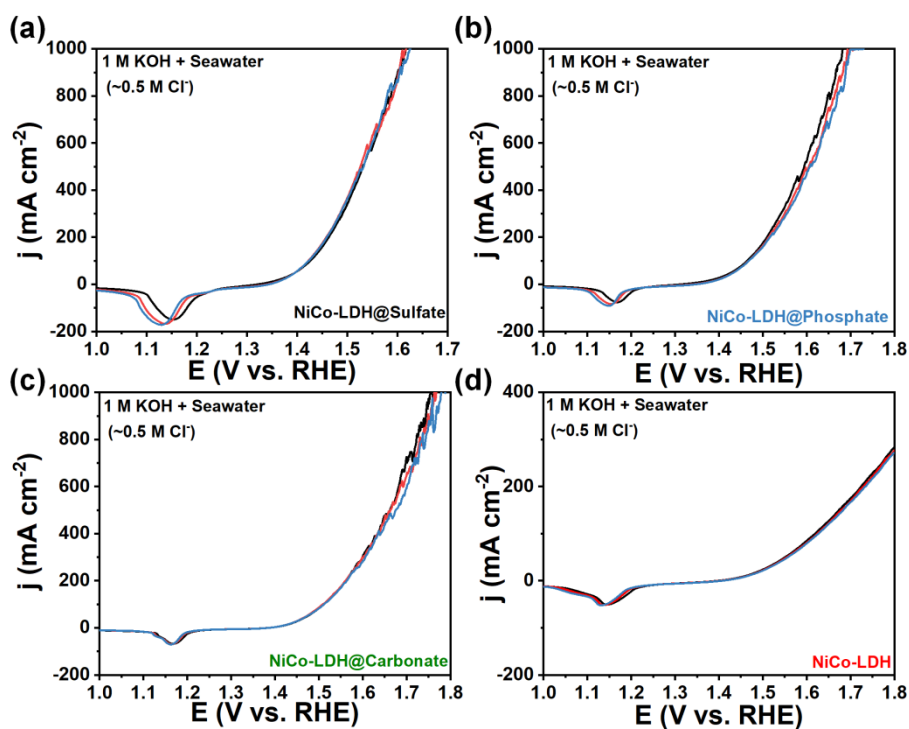 (a)
1000
800
600
400
200
0
-200
j (mA cm⁻²)
1 M KOH + Seawater
(~0.5 M Cl⁻)
NiCo-LDH@Sulfate
1.0 1.1 1.2 1.3 1.4 1.5 1.6 1.7
E (V vs. RHE)
(b)
1000
800
600
400
200
0
-200
j (mA cm⁻²)
1 M KOH + Seawater
(~0.5 M Cl⁻)
NiCo-LDH@Phosphate
1.0 1.1 1.2 1.3 1.4 1.5 1.6 1.7 1.8
E (V vs. RHE)
(c)
1000
800
600
400
200
0
-200
j (mA cm⁻²)
1 M KOH + Seawater
(~0.5 M Cl⁻)
NiCo-LDH@Carbonate
1.0 1.1 1.2 1.3 1.4 1.5 1.6 1.7 1.8
E (V vs. RHE)
(d)
400
200
0
-200
j (mA cm⁻²)
1 M KOH + Seawater
(~0.5 M Cl⁻)
NiCo-LDH
1.0 1.1 1.2 1.3 1.4 1.5 1.6 1.7 1.8
E (V vs. RHE)